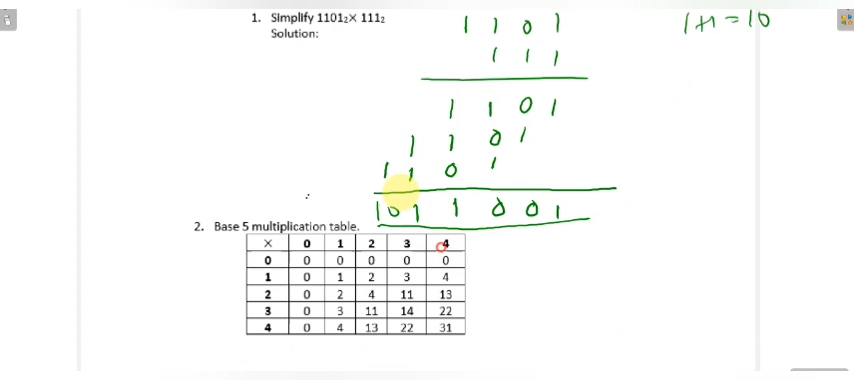 1. Simplify 1101₂× 111₂
Solution:
1 1 0 1
1 1 1
1 1 0 1
1 1 0 1
1 1 0 1
1 0 1 1 0 0 1
1+1=10
2. Base 5 multiplication table.
× 0 1 2 3 4
0 0 0 0 0 0
1 0 1 2 3 4
2 0 2 4 11 13
3 0 3 11 14 22
4 0 4 13 22 31